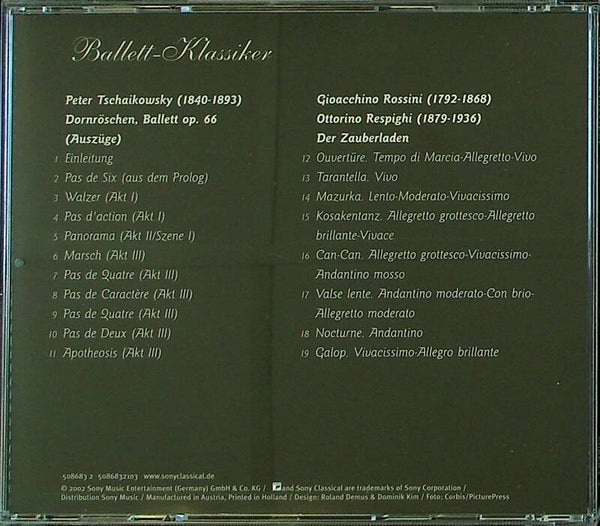 Ballett-Klassiker
Peter Tschaikowsky (1840-1893)
Dornröschen, Ballett op. 66
(Auszüge)
1 Einleitung
2 Pas de Six (aus dem Prolog)
3 Walzer (Akt I)
4 Pas d'action (Akt I)
5 Panorama (Akt II/Szene I)
6 Marsch (Akt III)
7 Pas de Quatre (Akt III)
8 Pas de Caractère (Akt III)
9 Pas de Quatre (Akt III)
10 Pas de Deux (Akt III)
11 Apotheosis (Akt III)
Gioacchino Rossini (1792-1868)
Ottorino Respighi (1879-1936)
Der Zauberladen
12 Ouvertüre. Tempo di Marcia-Allegretto-Vivo
13 Tarantella. Vivo
14 Mazurka. Lento-Moderato-Vivacissimo
15 Kosakentanz. Allegretto grottesco-Allegretto
brillante-Vivace
16 Can-Can. Allegretto grottesco-Vivacissimo-
Andantino mosso
17 Valse lente. Andantino moderato-Con brio-
Allegretto moderato
18 Nocturne. Andantino
19 Galop. Vivacissimo-Allegro brillante
508683 2 5086832103 www.sonyclassical.de
© 2002 Sony Music Entertainment (Germany) GmbH & Co. KG / and Sony Classical are trademarks of Sony Corporation /
Distribution Sony Music / Manufactured in Austria, Printed in Holland / Design: Roland Demus & Dominik Kim / Foto: Corbis/PicturePress